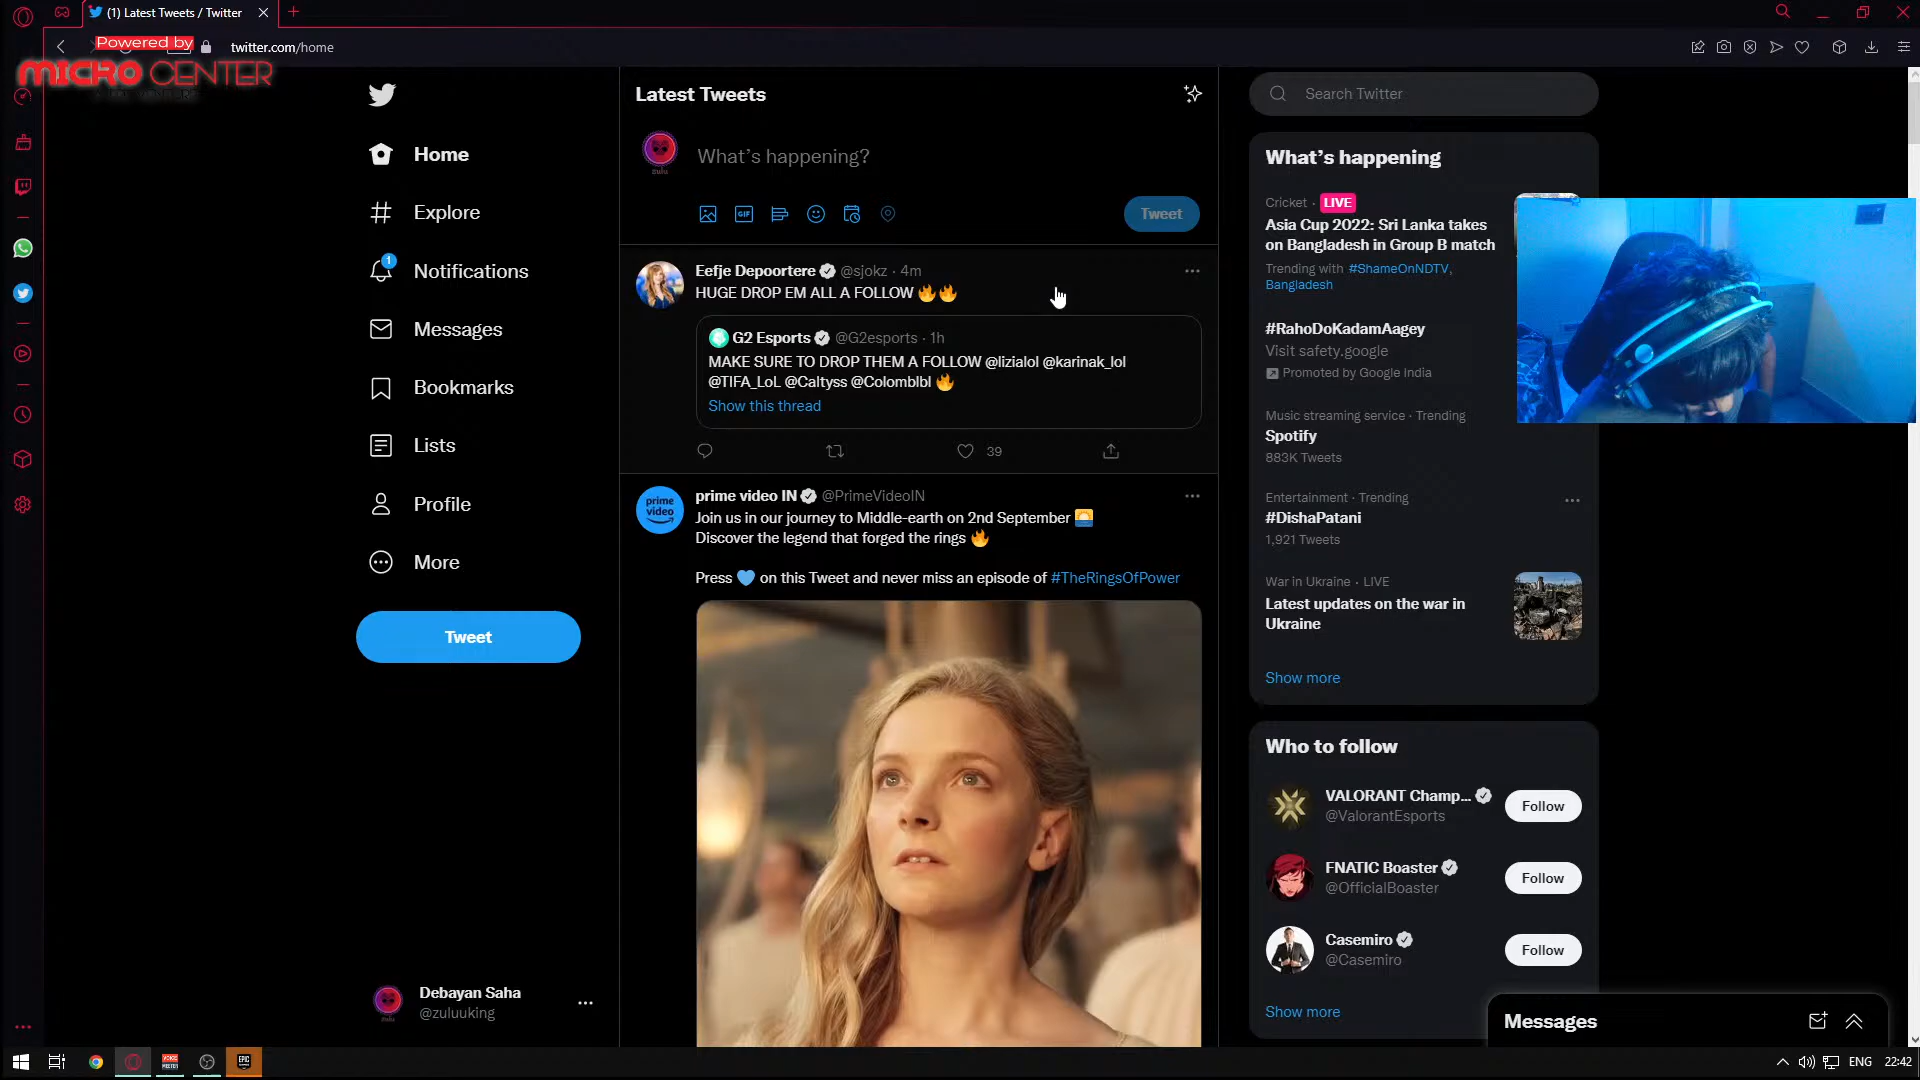 (1) Latest Tweets / Twitter
twitter.com/home
Powered by
MICRO CENTER
Home
Explore
1
Notifications
Messages
Bookmarks
Lists
Profile
More
Tweet
Debayan Saha
@zuluuking
Latest Tweets
What's happening?
GIF
Tweet
Eefje Depoortere @sjokz · 4m
HUGE DROP EM ALL A FOLLOW 🔥🔥
G2 Esports @G2esports · 1h
MAKE SURE TO DROP THEM A FOLLOW @lizialol @karinak_lol
@TIFA_LoL @Caltyss @Colomblbl 🔥
Show this thread
39
prime video
prime video IN @PrimeVideoIN
Join us in our journey to Middle-earth on 2nd September 🌅
Discover the legend that forged the rings 🔥
Press 💙 on this Tweet and never miss an episode of #TheRingsOfPower
Search Twitter
What's happening
Cricket · LIVE
Asia Cup 2022: Sri Lanka takes
on Bangladesh in Group B match
Trending with #ShameOnNDTV,
Bangladesh
#RahoDoKadamAagey
Visit safety.google
Promoted by Google India
Music streaming service · Trending
Spotify
883K Tweets
Entertainment · Trending
#DishaPatani
1,921 Tweets
War in Ukraine · LIVE
Latest updates on the war in
Ukraine
Show more
Who to follow
VALORANT Champ...
@ValorantEsports
Follow
FNATIC Boaster
@OfficialBoaster
Follow
Casemiro
@Casemiro
Follow
Show more
Messages
ENG
22:42